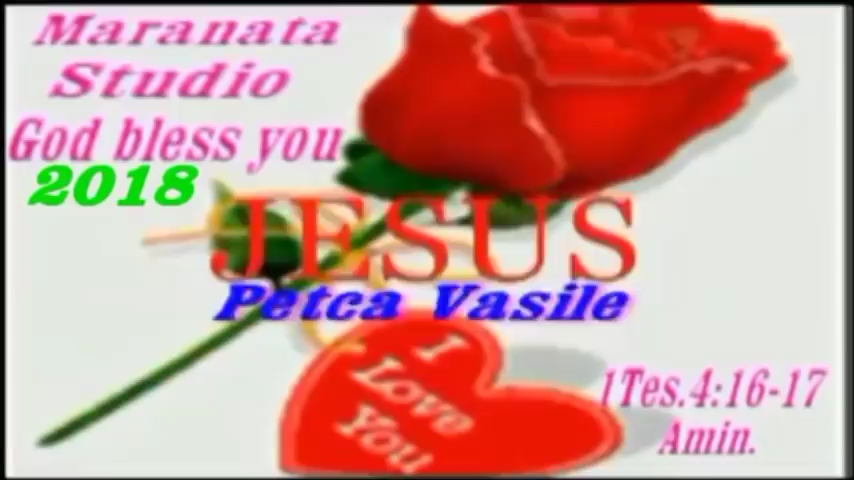 Maranata
Studio
God bless you
2018
JESUS
Petca Vasile
I
Love
You
1Tes.4:16-17
Amin.